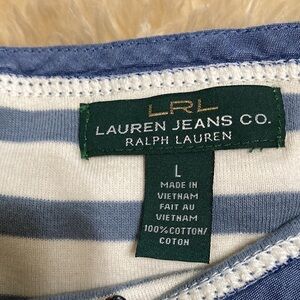 LRL
LAUREN JEANS CO.
RALPH LAUREN
L
MADE IN
VIETNAM
FAIT AU
VIETNAM
100%COTTON/
COTON